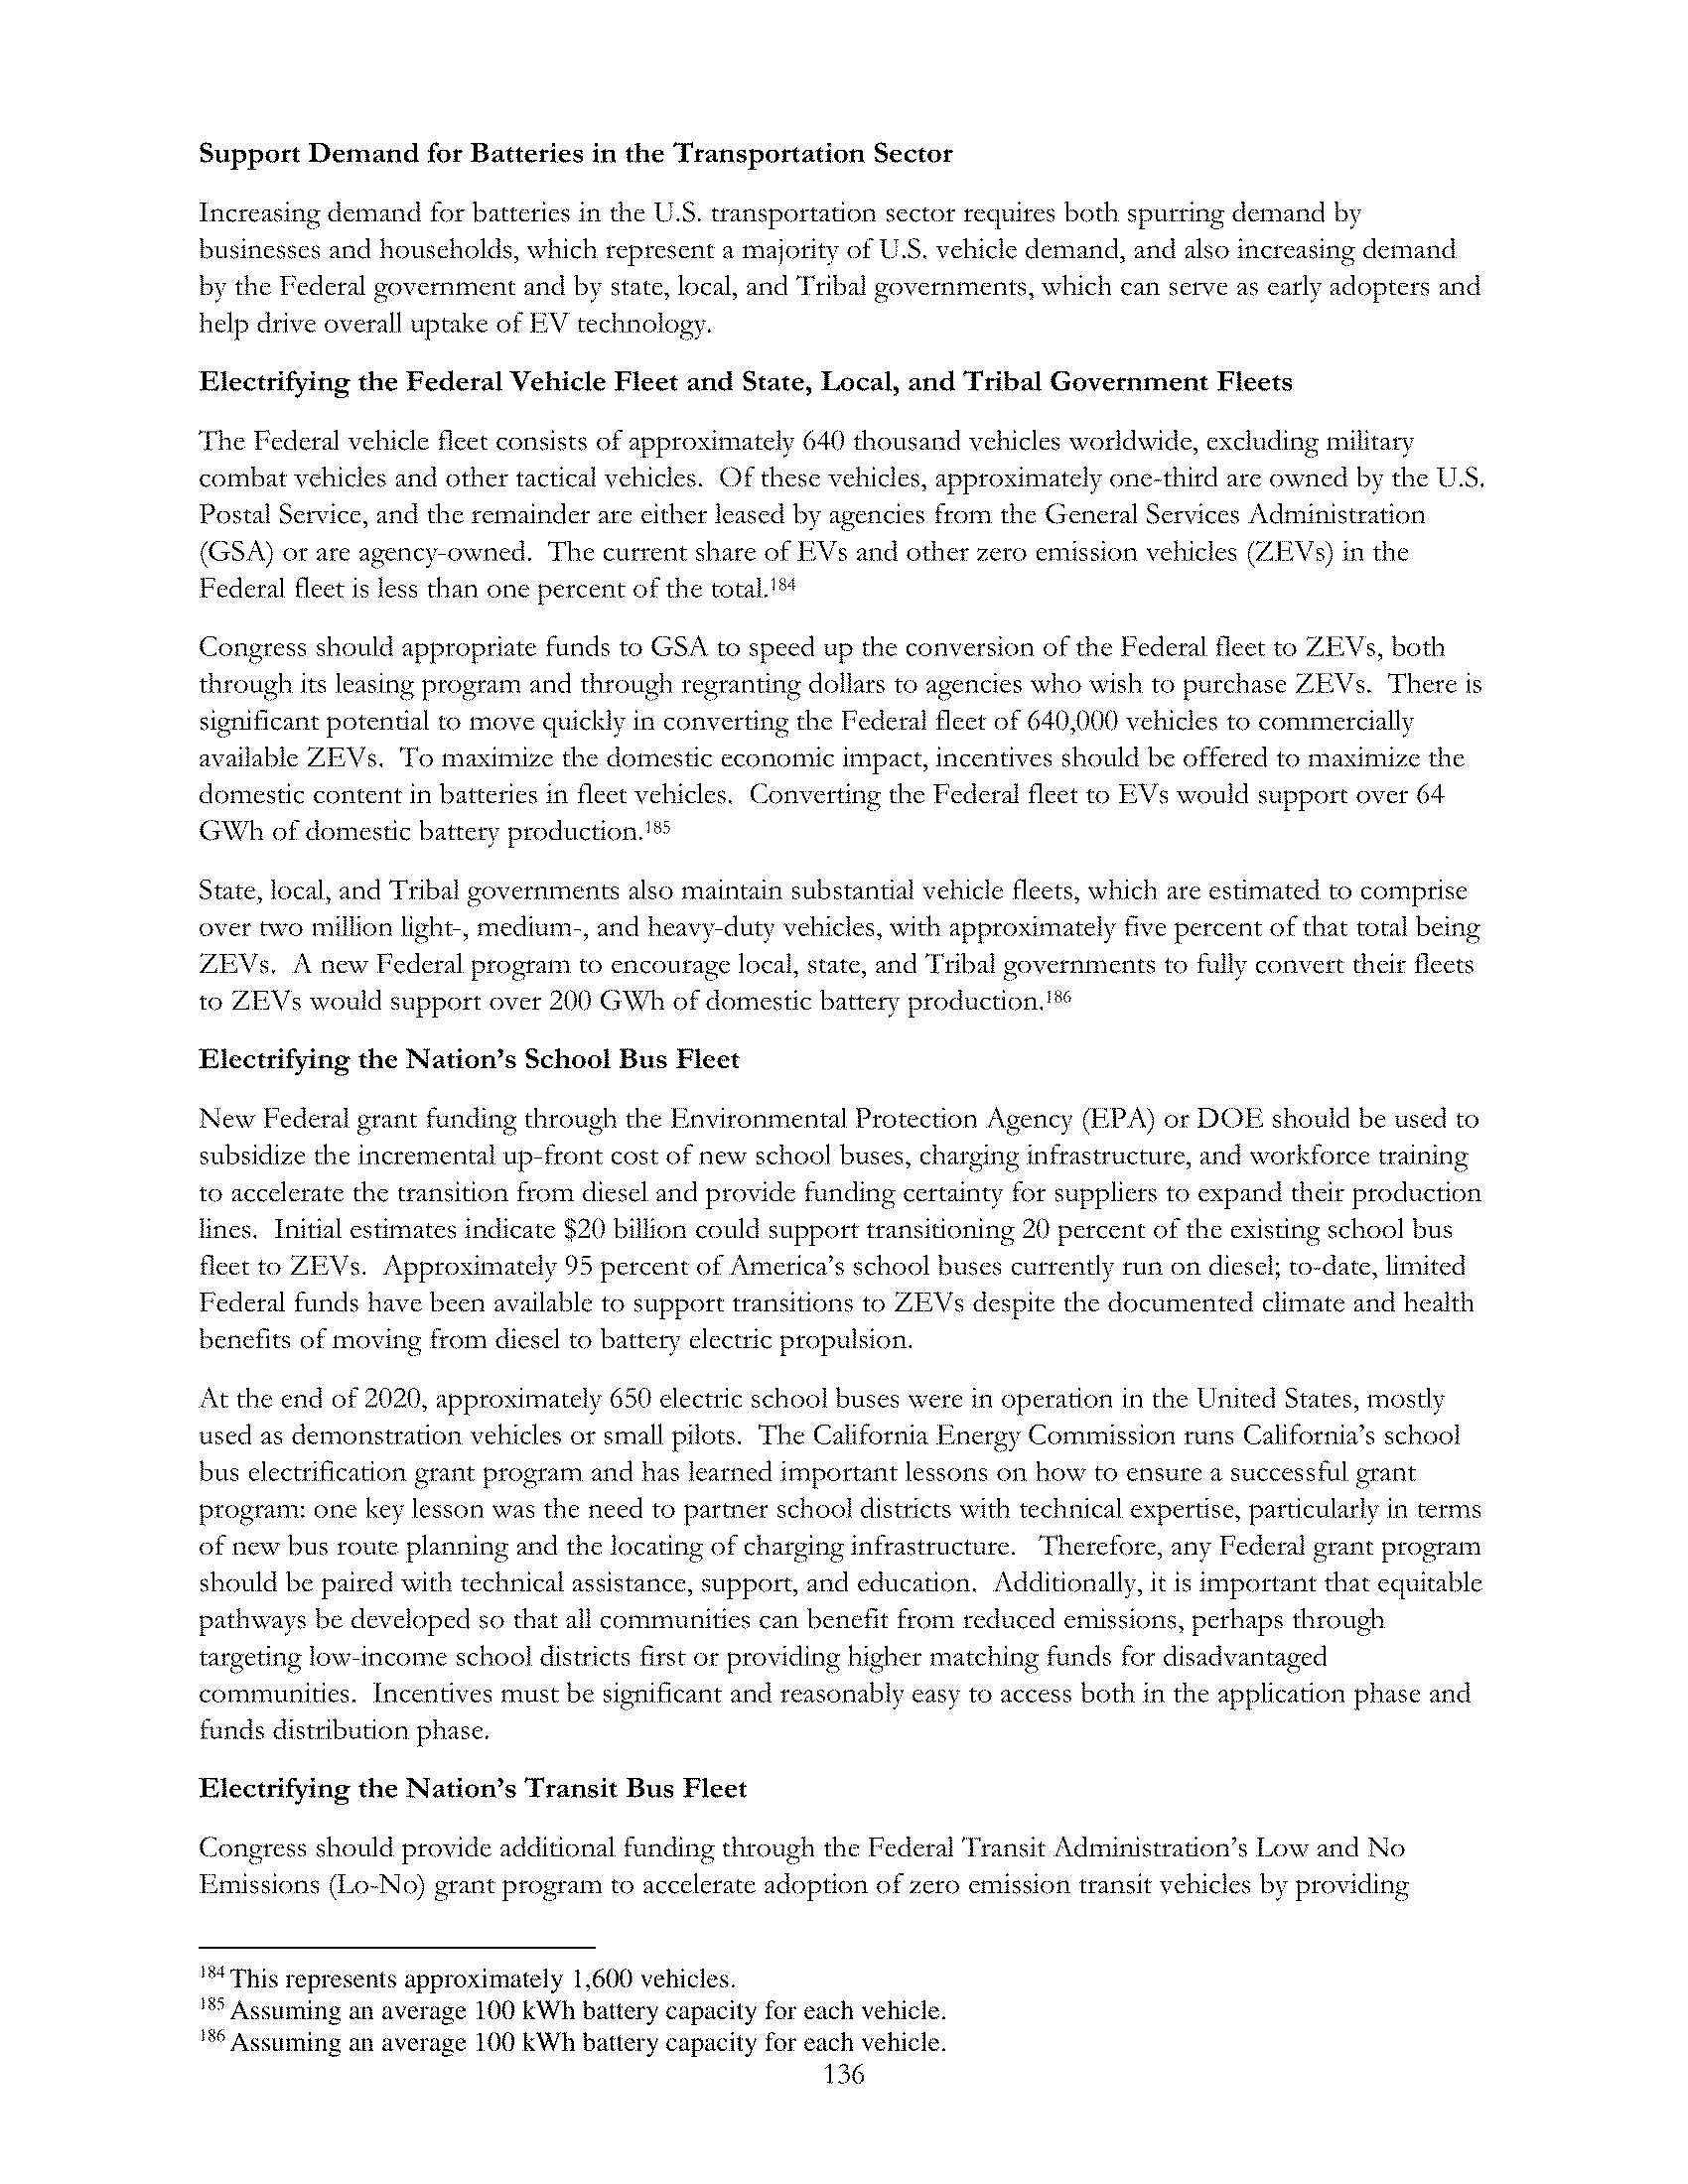 Support Demand for Batteries in the Transportation Sector
Increasing demand for batteries in the U.S. transportation sector requires both spurring demand by
businesses and households, which represent a majority of U.S. vehicle demand, and also increasing demand
by the Federal government and by state, local, and Tribal governments, which can serve as early adopters and
help drive overall uptake of EV technology.
Electrifying the Federal Vehicle Fleet and State, Local, and Tribal Government Fleets
The Federal vehicle fleet consists of approximately 640 thousand vehicles worldwide, excluding military
combat vehicles and other tactical vehicles.  Of these vehicles, approximately one-third are owned by the U.S.
Postal Service, and the remainder are either leased by agencies from the General Services Administration
(GSA) or are agency-owned.  The current share of EVs and other zero emission vehicles (ZEVs) in the
Federal fleet is less than one percent of the total.184
Congress should appropriate funds to GSA to speed up the conversion of the Federal fleet to ZEVs, both
through its leasing program and through regranting dollars to agencies who wish to purchase ZEVs.  There is
significant potential to move quickly in converting the Federal fleet of 640,000 vehicles to commercially
available ZEVs.  To maximize the domestic economic impact, incentives should be offered to maximize the
domestic content in batteries in fleet vehicles.  Converting the Federal fleet to EVs would support over 64
GWh of domestic battery production.185
State, local, and Tribal governments also maintain substantial vehicle fleets, which are estimated to comprise
over two million light-, medium-, and heavy-duty vehicles, with approximately five percent of that total being
ZEVs.  A new Federal program to encourage local, state, and Tribal governments to fully convert their fleets
to ZEVs would support over 200 GWh of domestic battery production.186
Electrifying the Nation's School Bus Fleet
New Federal grant funding through the Environmental Protection Agency (EPA) or DOE should be used to
subsidize the incremental up-front cost of new school buses, charging infrastructure, and workforce training
to accelerate the transition from diesel and provide funding certainty for suppliers to expand their production
lines.  Initial estimates indicate $20 billion could support transitioning 20 percent of the existing school bus
fleet to ZEVs.  Approximately 95 percent of America's school buses currently run on diesel; to-date, limited
Federal funds have been available to support transitions to ZEVs despite the documented climate and health
benefits of moving from diesel to battery electric propulsion.
At the end of 2020, approximately 650 electric school buses were in operation in the United States, mostly
used as demonstration vehicles or small pilots.  The California Energy Commission runs California's school
bus electrification grant program and has learned important lessons on how to ensure a successful grant
program: one key lesson was the need to partner school districts with technical expertise, particularly in terms
of new bus route planning and the locating of charging infrastructure.   Therefore, any Federal grant program
should be paired with technical assistance, support, and education.  Additionally, it is important that equitable
pathways be developed so that all communities can benefit from reduced emissions, perhaps through
targeting low-income school districts first or providing higher matching funds for disadvantaged
communities.  Incentives must be significant and reasonably easy to access both in the application phase and
funds distribution phase.
Electrifying the Nation's Transit Bus Fleet
Congress should provide additional funding through the Federal Transit Administration's Low and No
Emissions (Lo-No) grant program to accelerate adoption of zero emission transit vehicles by providing
184 This represents approximately 1,600 vehicles.
185 Assuming an average 100 kWh battery capacity for each vehicle.
186 Assuming an average 100 kWh battery capacity for each vehicle.
136